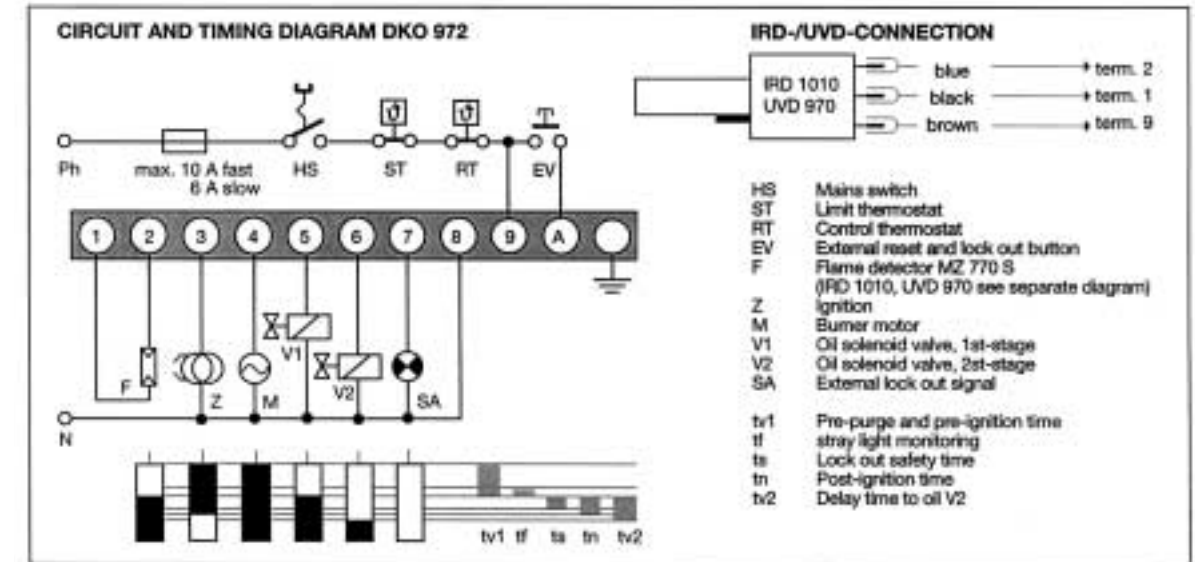 CIRCUIT AND TIMING DIAGRAM DKO 972
Ph
max. 10 A fast
6 A slow
HS
ST
RT
EV
1 2 3 4 5 6 7 8 9 A
F
Z
M
V1
V2
SA
N
tv1 tf ts tn tv2
IRD-/UVD-CONNECTION
IRD 1010
UVD 970
blue term. 2
black term. 1
brown term. 9
HS Mains switch
ST Limit thermostat
RT Control thermostat
EV External reset and lock out button
F Flame detector MZ 770 S
(IRD 1010, UVD 970 see separate diagram)
Z Ignition
M Burner motor
V1 Oil solenoid valve, 1st-stage
V2 Oil solenoid valve, 2st-stage
SA External lock out signal
tv1 Pre-purge and pre-ignition time
tf stray light monitoring
ts Lock out safety time
tn Post-ignition time
tv2 Delay time to oil V2